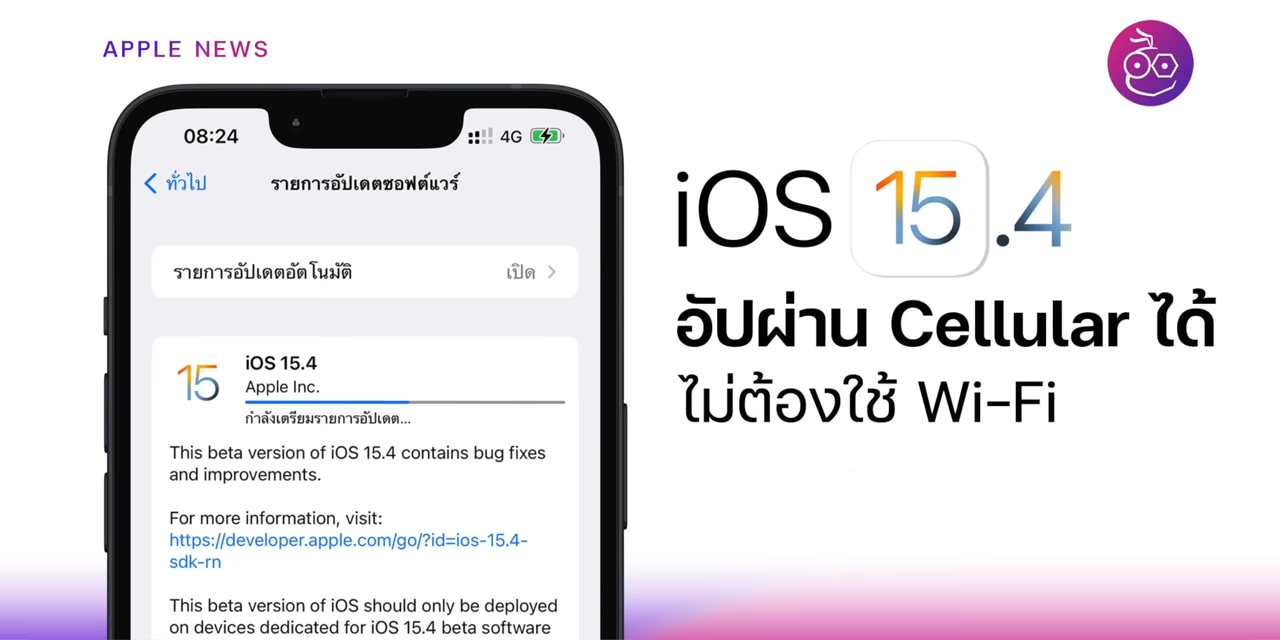 APPLE NEWS
08:24
4G
ทั่วไป
รายการอัปเดตซอฟต์แวร์
รายการอัปเดตอัตโนมัติ
เปิด
15
iOS 15.4
Apple Inc.
กำลังเตรียมรายการอัปเดต...
This beta version of iOS 15.4 contains bug fixes
and improvements.
For more information, visit:
https://developer.apple.com/go/?id=ios-15.4-
sdk-rn
This beta version of iOS should only be deployed
on devices dedicated for iOS 15.4 beta software
iOS 15.4
อัปผ่าน Cellular ได้
ไม่ต้องใช้ Wi-Fi